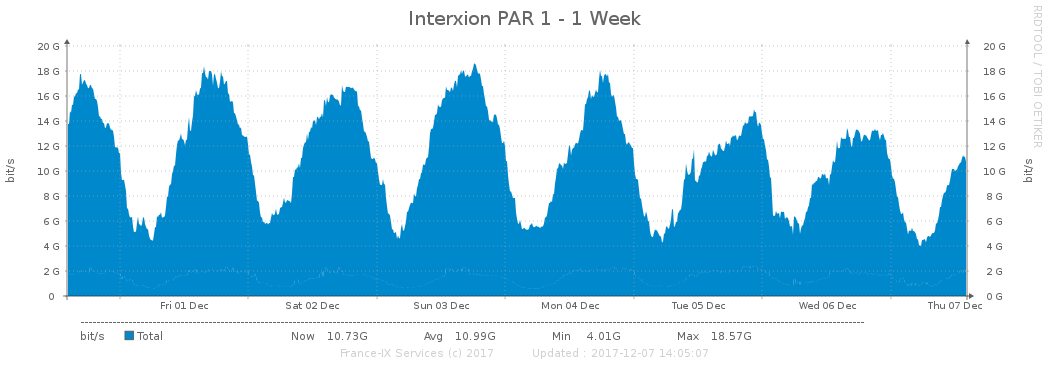 Interxion PAR 1 - 1 Week
RRDTOOL / TOBI OETIKER
bit/s
20 G
18 G
16 G
14 G
12 G
10 G
8 G
6 G
4 G
2 G
0
20 G
18 G
16 G
14 G
12 G
10 G
8 G
6 G
4 G
2 G
0 G
bit/s
Fri 01 Dec Sat 02 Dec Sun 03 Dec Mon 04 Dec Tue 05 Dec Wed 06 Dec Thu 07 Dec
bit/s Total Now 10.73G Avg 10.99G Min 4.01G Max 18.57G
France-IX Services (c) 2017 Updated : 2017-12-07 14:05:07